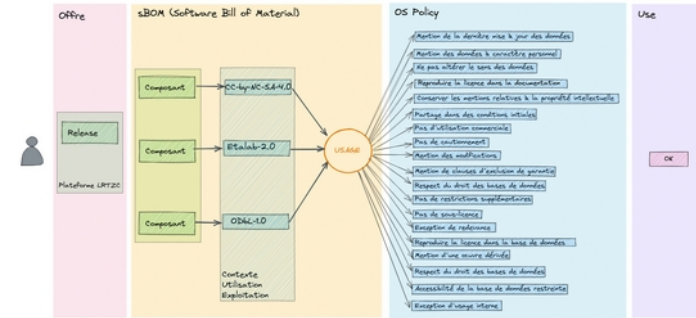 Offre
Release
Plateforme LRTZC
sBOM (Software Bill of Material)
Composant
CC-by-NC-SA-4.0
Composant
Etalab-2.0
Composant
ODbL-1.0
Contexte
Utilisation
Exploitation
USAGE
OS Policy
Mention de la dernière mise à jour des données
Mention des données à caractère personnel
Ne pas altérer le sens des données
Reproduire la licence dans la documentation
Conserver les mentions relatives à la propriété intellectuelle
Partage dans des conditions initiales
Pas d'utilisation commerciale
Pas de cautionnement
Mention des modifications
Mention de clauses d'exclusion de garantie
Respect du droit des bases de données
Pas de restrictions supplémentaires
Pas de sous-licence
Exception de redevance
Reproduire la licence dans la base de données
Mention d'une œuvre dérivée
Respect du droit des bases de données
Accessibilité de la base de données restreinte
Exception d'usage interne
Use
OK